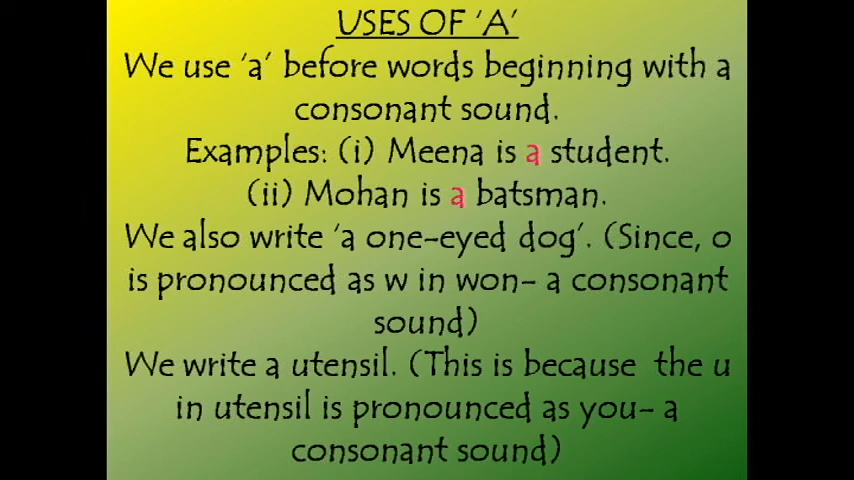 USES OF ‘A’
We use ‘a’ before words beginning with a
consonant sound.
Examples: (i) Meena is a student.
(ii) Mohan is a batsman.
We also write ‘a one-eyed dog’. (Since, o
is pronounced as w in won- a consonant
sound)
We write a utensil. (This is because  the u
in utensil is pronounced as you- a
consonant sound)